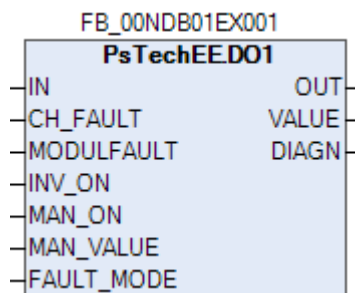 FB_00NDB01EX001
PsTechEE.DO1
IN OUT
CH_FAULT VALUE
MODULFAULT DIAGN
INV_ON
MAN_ON
MAN_VALUE
FAULT_MODE